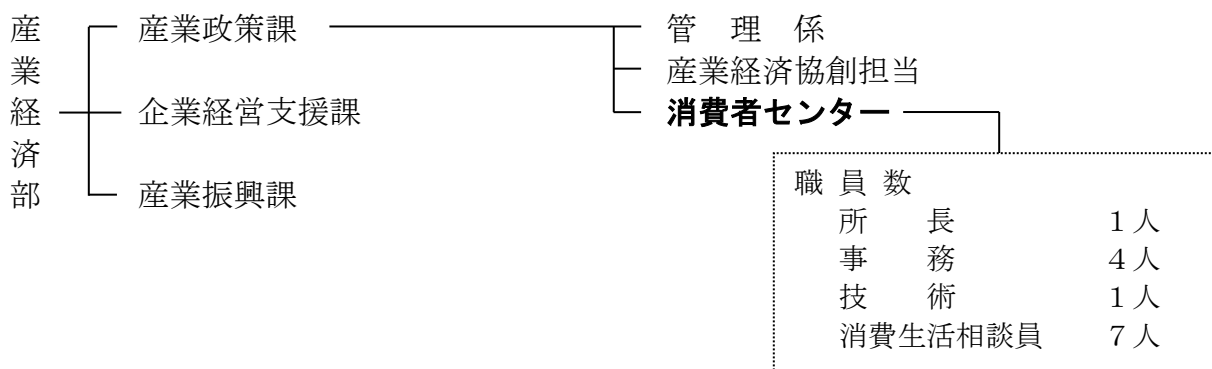 産業経済部
産業政策課
管　理　係
産業経済協創担当
企業経営支援課
消費者センター
産業振興課
職 員 数
所　　長　　１人
事　　務　　４人
技　　術　　１人
消費生活相談員　　７人